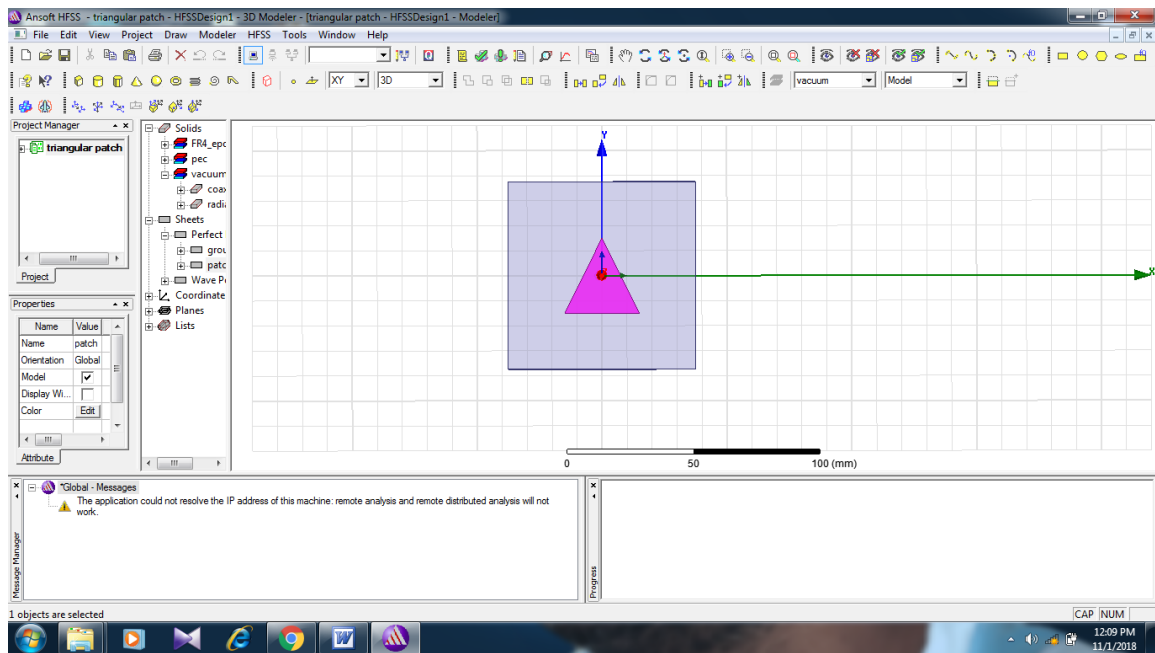 Ansoft HFSS - triangular patch - HFSSDesign1 - 3D Modeler - [triangular patch - HFSSDesign1 - Modeler]
File Edit View Project Draw Modeler HFSS Tools Window Help
XY 3D vacuum Model
Project Manager
triangular patch
Project
Properties
Name Value
Name patch
Orientation Global
Model
Display Wi...
Color Edit
Attribute
Solids
FR4_epo
pec
vacuum
coax
radia
Sheets
Perfect
grou
patc
Wave Po
Coordinate
Planes
Lists
Y
X
0 50 100 (mm)
*Global - Messages
The application could not resolve the IP address of this machine: remote analysis and remote distributed analysis will not
work.
Message Manager
Progress
1 objects are selected
CAP NUM
W
12:09 PM
11/1/2018